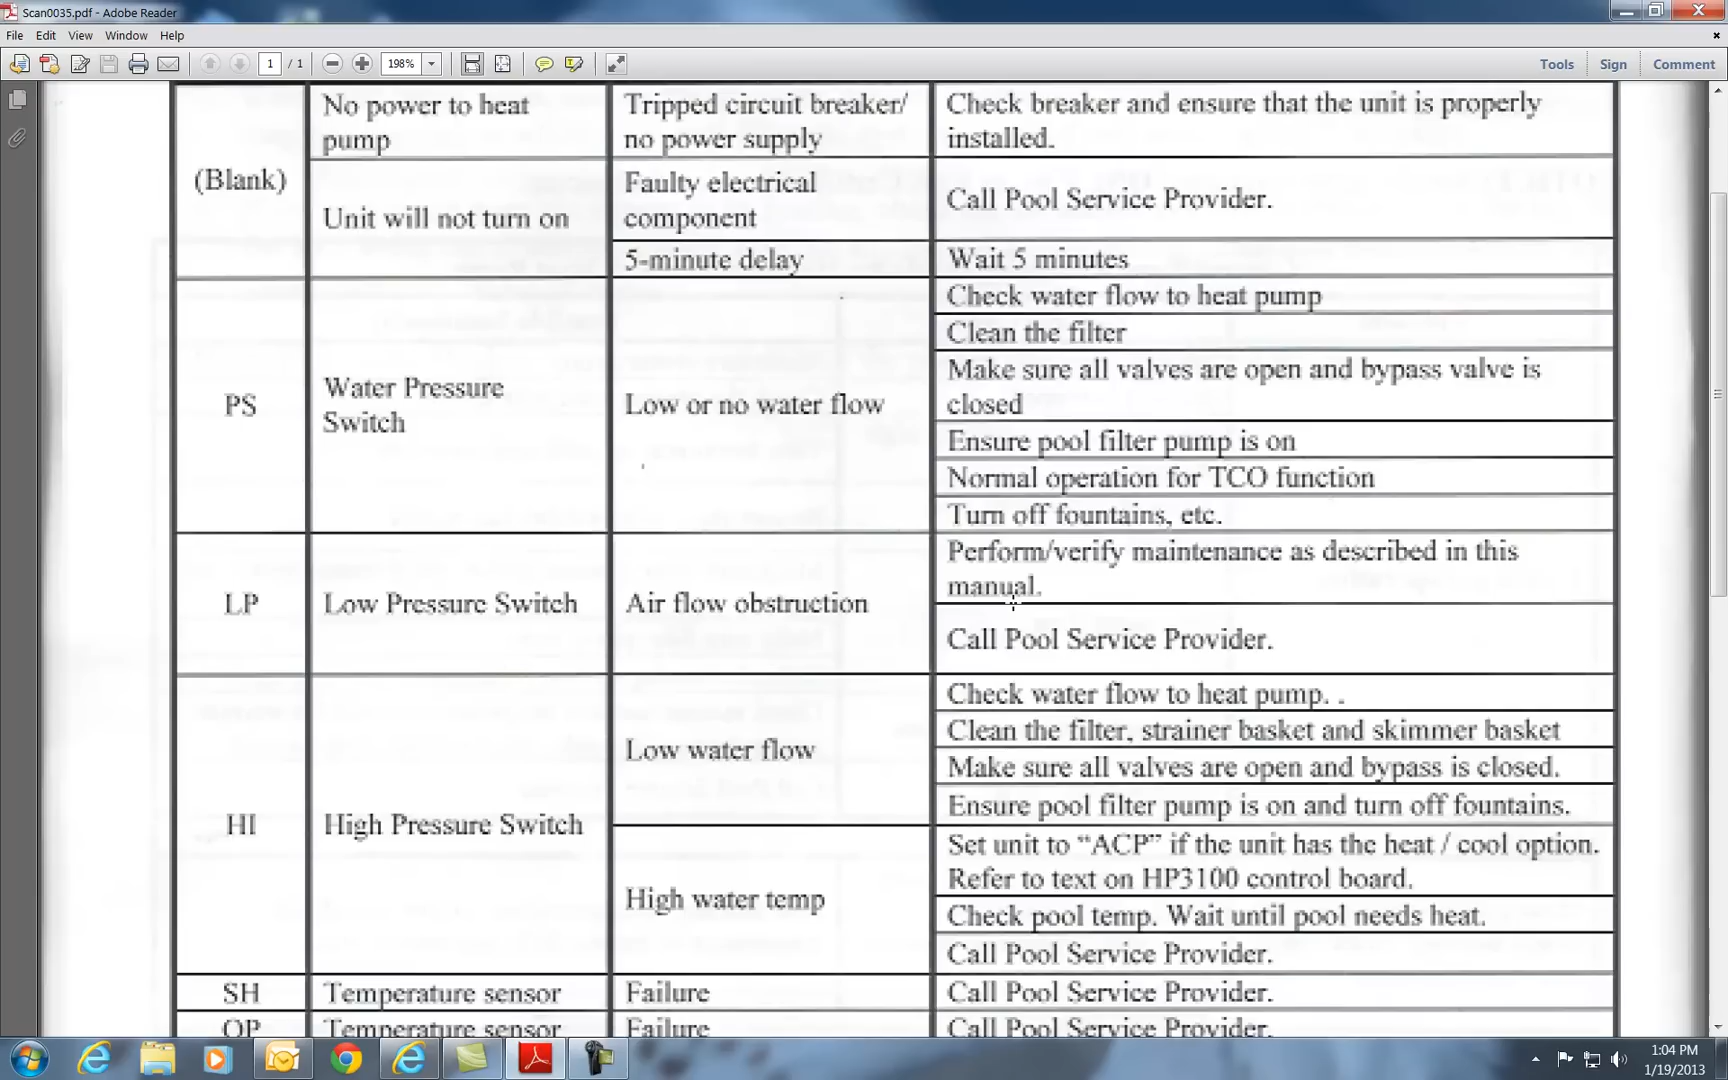 Scan0035.pdf - Adobe Reader
File Edit View Window Help
1 / 1 198% Tools Sign Comment
(Blank)
No power to heat
pump
Tripped circuit breaker/
no power supply
Check breaker and ensure that the unit is properly
installed.
Unit will not turn on
Faulty electrical
component
Call Pool Service Provider.
5-minute delay
Wait 5 minutes
PS
Water Pressure
Switch
Low or no water flow
Check water flow to heat pump
Clean the filter
Make sure all valves are open and bypass valve is
closed
Ensure pool filter pump is on
Normal operation for TCO function
Turn off fountains, etc.
LP
Low Pressure Switch
Air flow obstruction
Perform/verify maintenance as described in this
manual.
Call Pool Service Provider.
HI
High Pressure Switch
Low water flow
Check water flow to heat pump. .
Clean the filter, strainer basket and skimmer basket
Make sure all valves are open and bypass is closed.
Ensure pool filter pump is on and turn off fountains.
High water temp
Set unit to “ACP” if the unit has the heat / cool option.
Refer to text on HP3100 control board.
Check pool temp. Wait until pool needs heat.
Call Pool Service Provider.
SH
Temperature sensor
Failure
Call Pool Service Provider.
OP
Temperature sensor
Failure
Call Pool Service Provider.
1:04 PM
1/19/2013